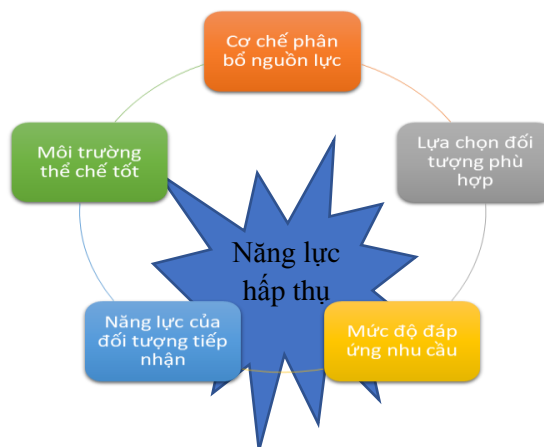 Cơ chế phân
bổ nguồn lực
Môi trường
thể chế tốt
Lựa chọn đối
tượng phù
hợp
Năng lực
hấp thụ
Năng lực của
đối tượng tiếp
nhận
Mức độ đáp
ứng nhu cầu